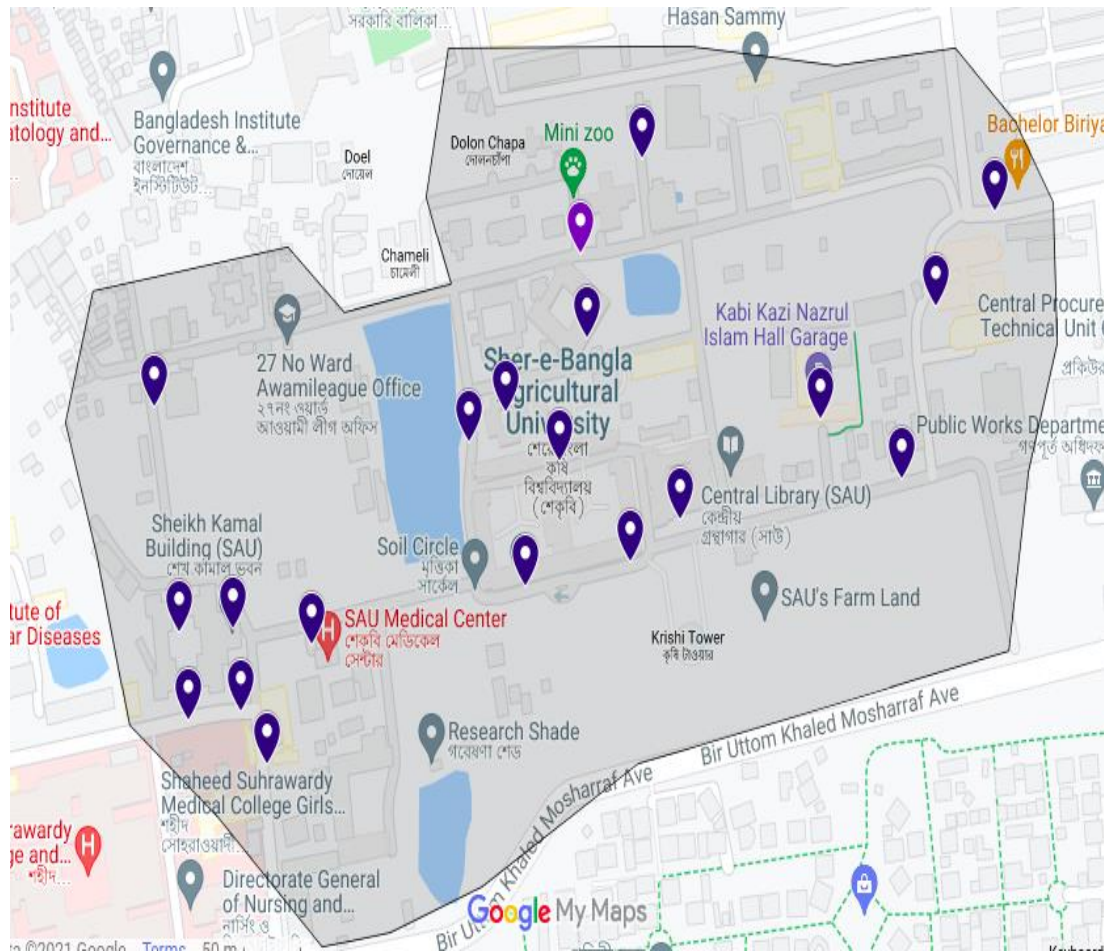 সরকারি বালিকা...
Hasan Sammy
nstitute
atology and...
Bangladesh Institute
Governance &...
বাংলাদেশ
ইনস্টিটিউট...
Doel
দোয়েল
Dolon Chapa
দোলনচাঁপা
Mini zoo
Bachelor Biriya
Chameli
চামেলী
27 No Ward
Awamileague Office
২৭নং ওয়ার্ড
আওয়ামী লীগ অফিস
Kabi Kazi Nazrul
Islam Hall Garage
Central Procure
Technical Unit
প্রকিউর
Sher-e-Bangla
Agricultural
University
কৃষি
বিশ্ববিদ্যালয়
(শেকৃবি)
Public Works Departme
গণপূর্ত অধিদফ
Central Library (SAU)
কেন্দ্রীয়
গ্রন্থাগার (সাউ)
Sheikh Kamal
Building (SAU)
শেখ কামাল ভবন
Soil Circle
মৃত্তিকা
সার্কেল
SAU's Farm Land
tute of
ar Diseases
SAU Medical Center
শেকৃবি মেডিকেল
সেন্টার
Krishi Tower
কৃষি টাওয়ার
Research Shade
গবেষণা শেড
Bir Uttom Khaled Mosharraf Ave
Bir Uttom Khaled Mosharraf Ave
Shaheed Suhrawardy
Medical College Girls...
শহীদ
সোহরাওয়ার্দী...
rawardy
ge and...
শহীদ...
Directorate General
of Nursing and...
নার্সিং ও
Google My Maps
©2021 Google Terms 50 m